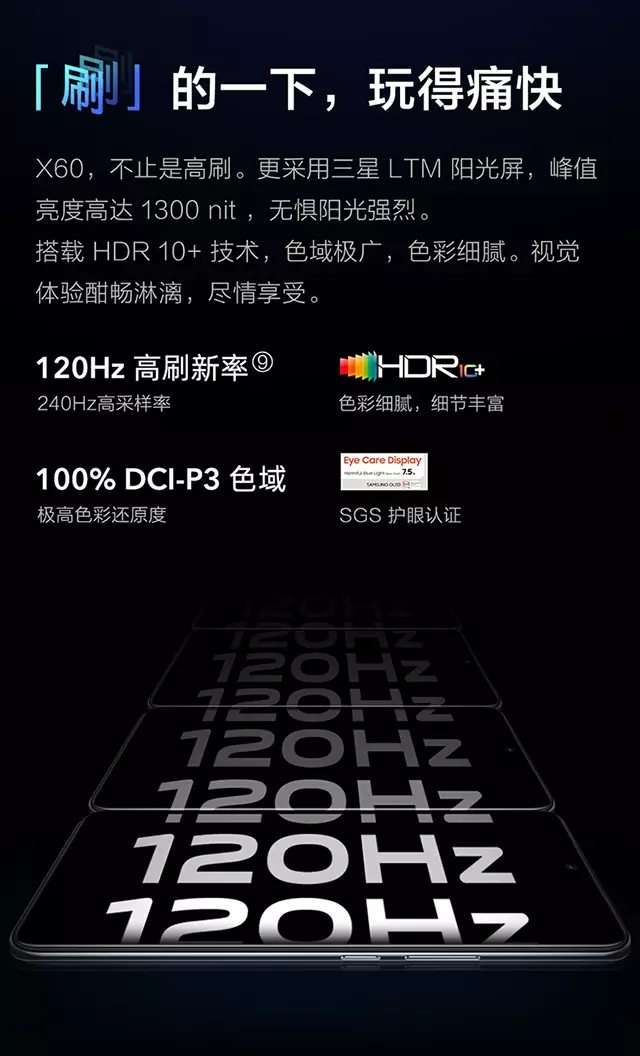 「刷」的一下，玩得痛快
X60，不止是高刷。更采用三星 LTM 阳光屏，峰值
亮度高达 1300 nit ，无惧阳光强烈。
搭载 HDR 10+ 技术，色域极广，色彩细腻。视觉
体验酣畅淋漓，尽情享受。
120Hz 高刷新率⑨
240Hz高采样率
HDR10+
色彩细腻，细节丰富
100% DCI-P3 色域
极高色彩还原度
Eye Care Display
Harmful Blue Light 7.5%
SAMSUNG OLED
SGS 护眼认证
120Hz
120Hz
120Hz
120Hz
120Hz
120Hz
120Hz
120Hz